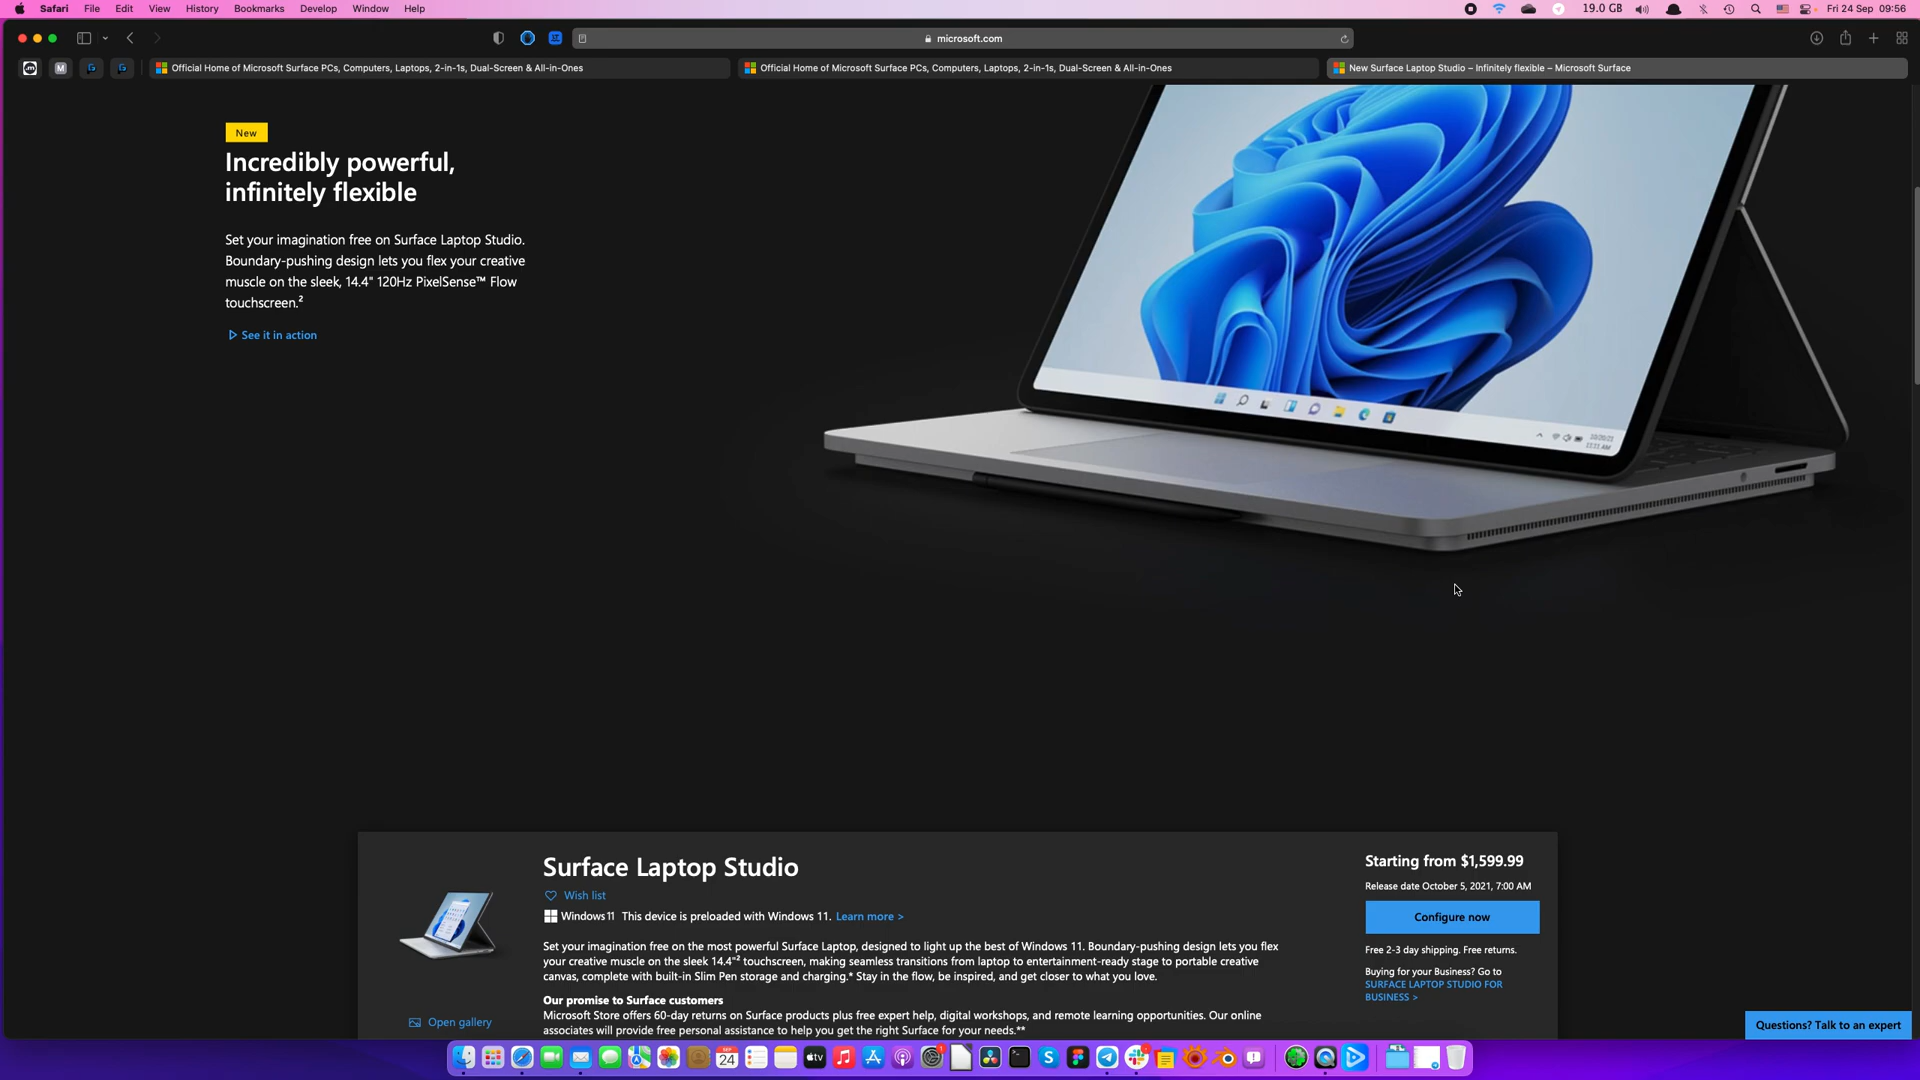 Safari File Edit View History Bookmarks Develop Window Help
19.0 GB Fri 24 Sep 09:56
microsoft.com
Official Home of Microsoft Surface PCs, Computers, Laptops, 2-in-1s, Dual-Screen & All-in-Ones
Official Home of Microsoft Surface PCs, Computers, Laptops, 2-in-1s, Dual-Screen & All-in-Ones
New Surface Laptop Studio – Infinitely flexible – Microsoft Surface
New
Incredibly powerful,
infinitely flexible
Set your imagination free on Surface Laptop Studio.
Boundary-pushing design lets you flex your creative
muscle on the sleek, 14.4" 120Hz PixelSense™ Flow
touchscreen.²
See it in action
10/20/21
11:11 AM
Surface Laptop Studio
Wish list
Windows 11 This device is preloaded with Windows 11. Learn more >
Set your imagination free on the most powerful Surface Laptop, designed to light up the best of Windows 11. Boundary-pushing design lets you flex
your creative muscle on the sleek 14.4"² touchscreen, making seamless transitions from laptop to entertainment-ready stage to portable creative
canvas, complete with built-in Slim Pen storage and charging.* Stay in the flow, be inspired, and get closer to what you love.
Our promise to Surface customers
Microsoft Store offers 60-day returns on Surface products plus free expert help, digital workshops, and remote learning opportunities. Our online
associates will provide free personal assistance to help you get the right Surface for your needs.**
Open gallery
Starting from $1,599.99
Release date October 5, 2021, 7:00 AM
Configure now
Free 2-3 day shipping. Free returns.
Buying for your Business? Go to
SURFACE LAPTOP STUDIO FOR
BUSINESS >
Questions? Talk to an expert
SEP
24
tv